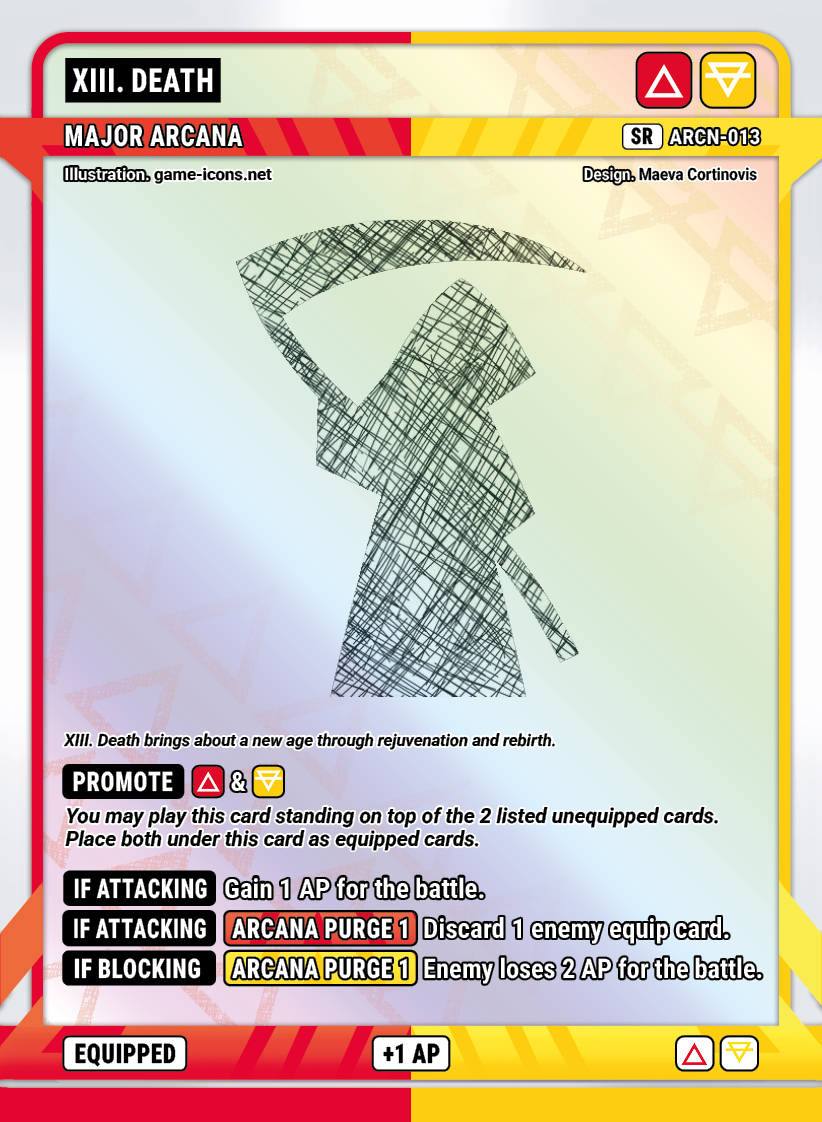 XIII. DEATH
MAJOR ARCANA
SR ARCN-013
Illustration. game-icons.net
Design. Maeva Cortinovis
XIII. Death brings about a new age through rejuvenation and rebirth.
PROMOTE &
You may play this card standing on top of the 2 listed unequipped cards.
Place both under this card as equipped cards.
IF ATTACKING Gain 1 AP for the battle.
IF ATTACKING ARCANA PURGE 1 Discard 1 enemy equip card.
IF BLOCKING ARCANA PURGE 1 Enemy loses 2 AP for the battle.
EQUIPPED
+1 AP